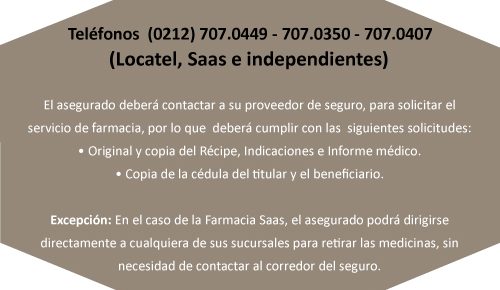 Teléfonos (0212) 707.0449 - 707.0350 - 707.0407
(Locatel, Saas e independientes)
El asegurado deberá contactar a su proveedor de seguro, para solicitar el
servicio de farmacia, por lo que deberá cumplir con las siguientes solicitudes:
• Original y copia del Récipe, Indicaciones e Informe médico.
• Copia de la cédula del titular y el beneficiario.
Excepción: En el caso de la Farmacia Saas, el asegurado podrá dirigirse
directamente a cualquiera de sus sucursales para retirar las medicinas, sin
necesidad de contactar al corredor del seguro.